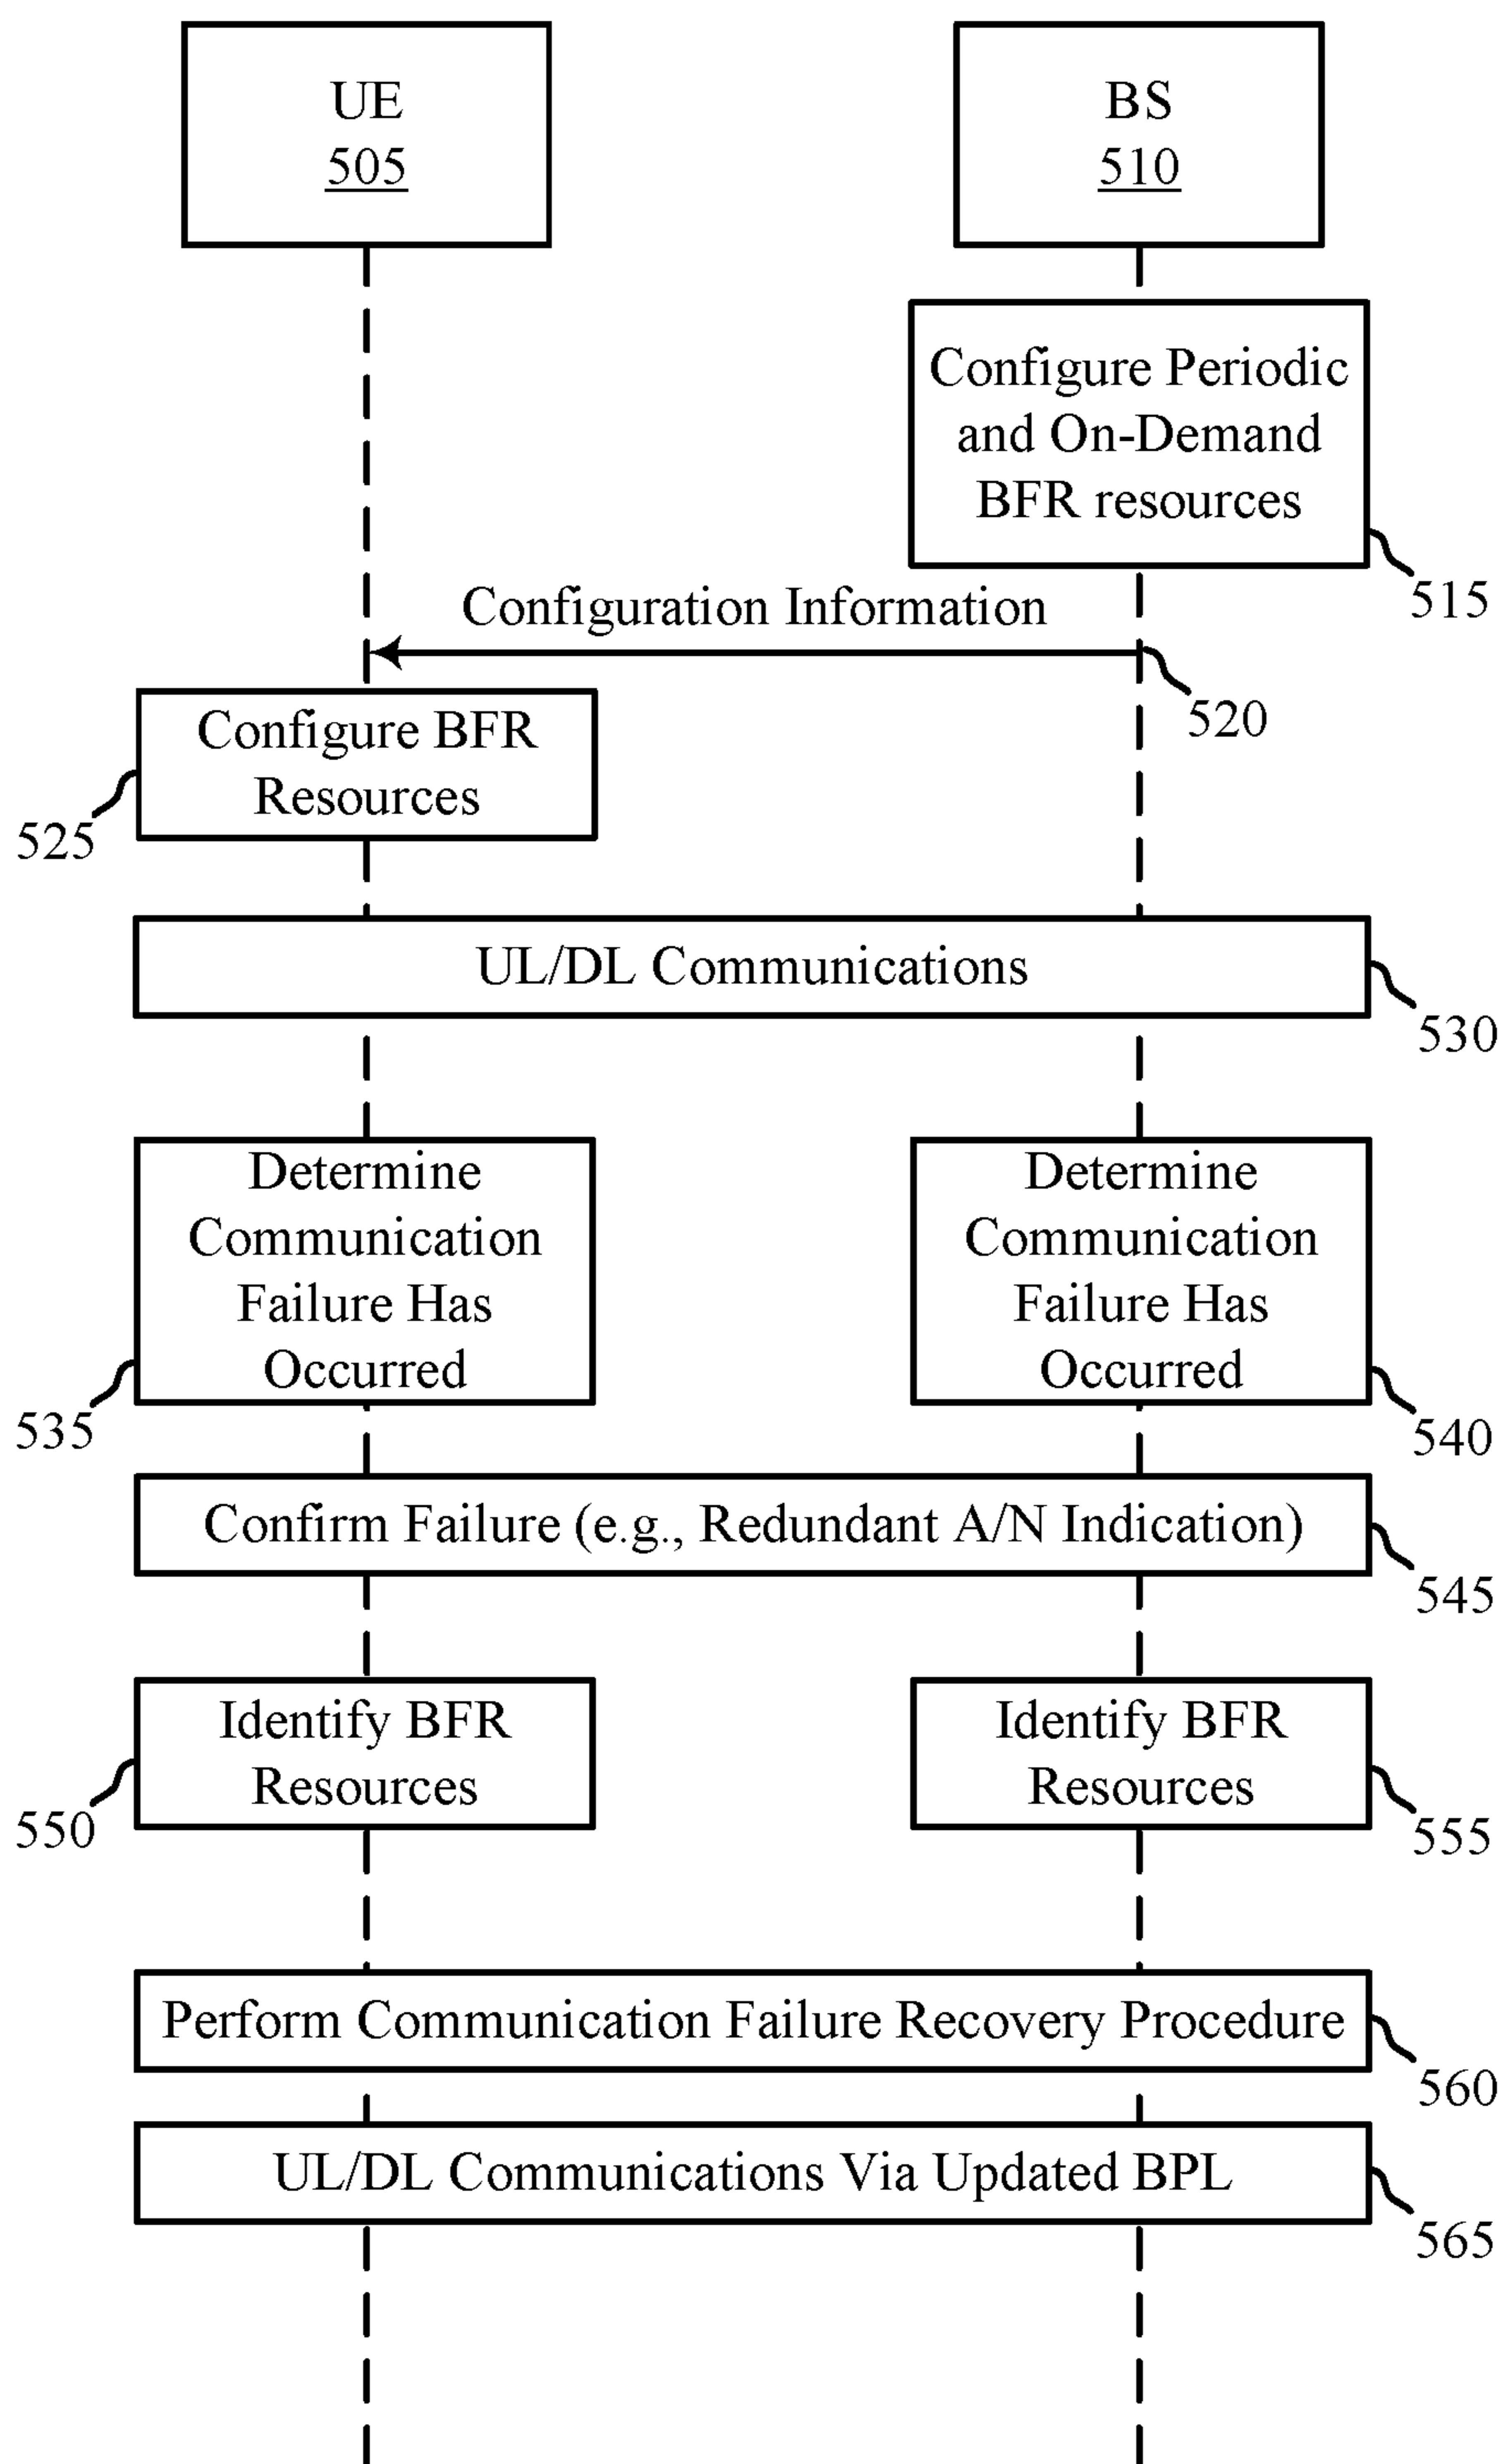 UE
505
BS
510
Configure Periodic
and On-Demand
BFR resources
515
Configuration Information
520
Configure BFR
Resources
525
UL/DL Communications
530
Determine
Communication
Failure Has
Occurred
535
Determine
Communication
Failure Has
Occurred
540
Confirm Failure (e.g., Redundant A/N Indication)
545
Identify BFR
Resources
550
Identify BFR
Resources
555
Perform Communication Failure Recovery Procedure
560
UL/DL Communications Via Updated BPL
565